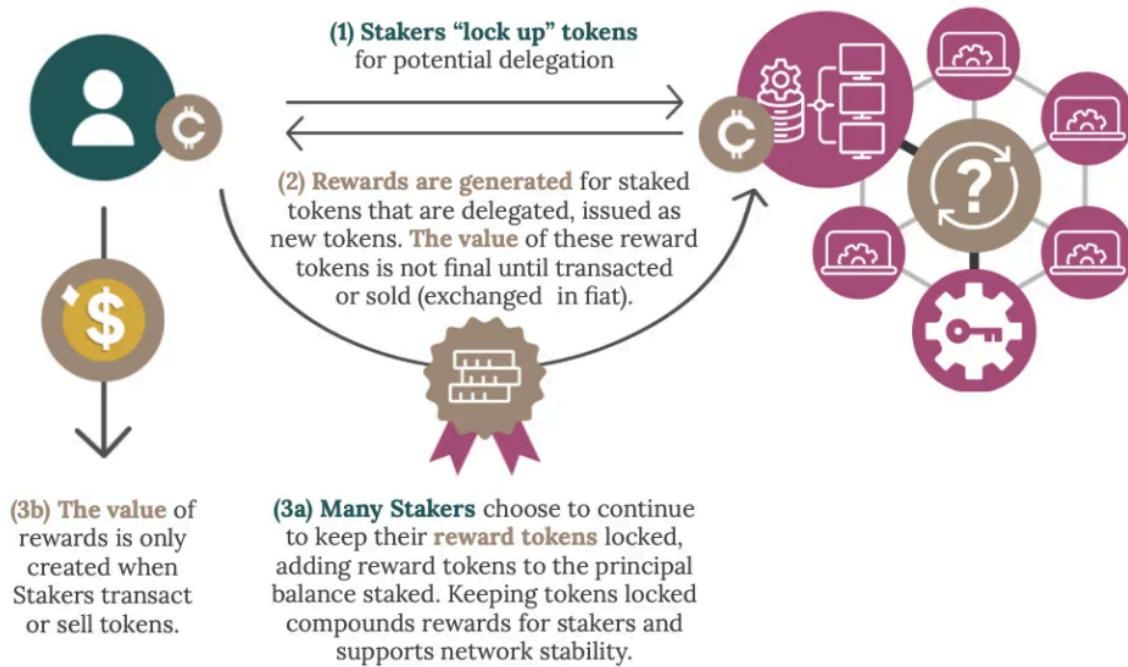 (1) Stakers “lock up” tokens
for potential delegation
(2) Rewards are generated for staked
tokens that are delegated, issued as
new tokens. The value of these reward
tokens is not final until transacted
or sold (exchanged in fiat).
?
$
(3b) The value of
rewards is only
created when
Stakers transact
or sell tokens.
(3a) Many Stakers choose to continue
to keep their reward tokens locked,
adding reward tokens to the principal
balance staked. Keeping tokens locked
compounds rewards for stakers and
supports network stability.